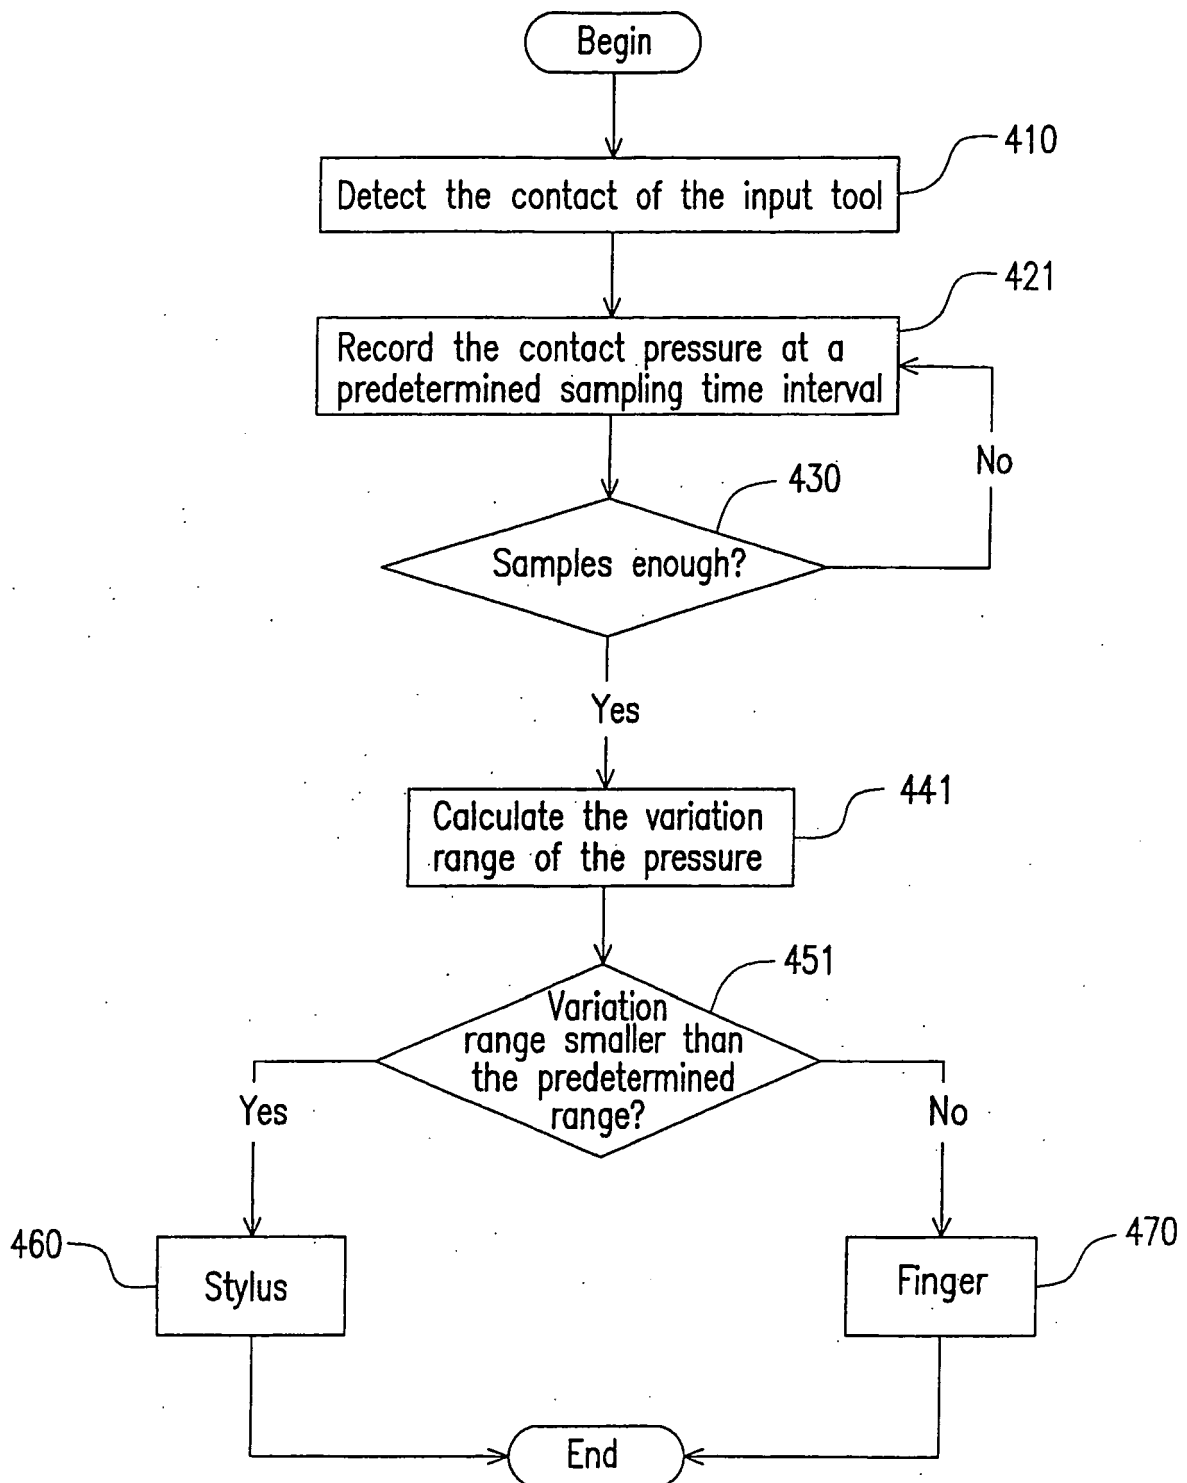 Begin
410
Detect the contact of the input tool
421
Record the contact pressure at a
predetermined sampling time interval
No
430
Samples enough?
Yes
441
Calculate the variation
range of the pressure
451
Variation
range smaller than
the predetermined
range?
Yes
No
460
Stylus
470
Finger
End